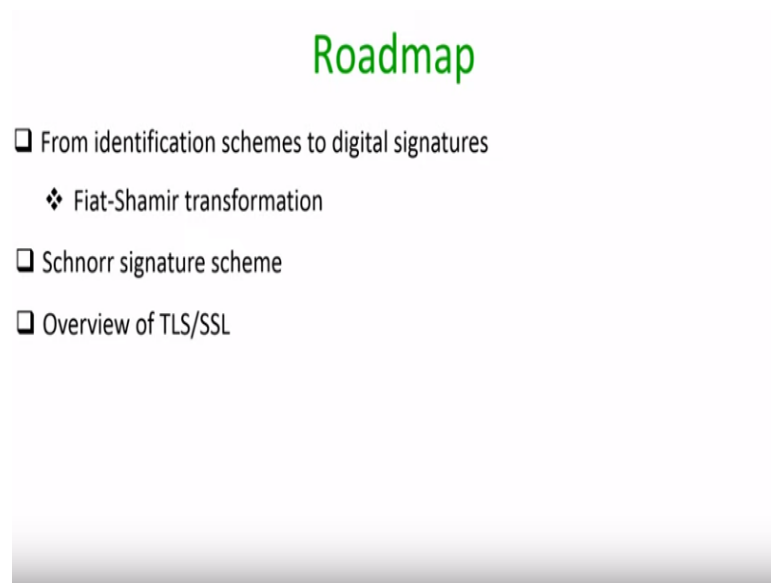 Roadmap
❑ From identification schemes to digital signatures
❖ Fiat-Shamir transformation
❑ Schnorr signature scheme
❑ Overview of TLS/SSL